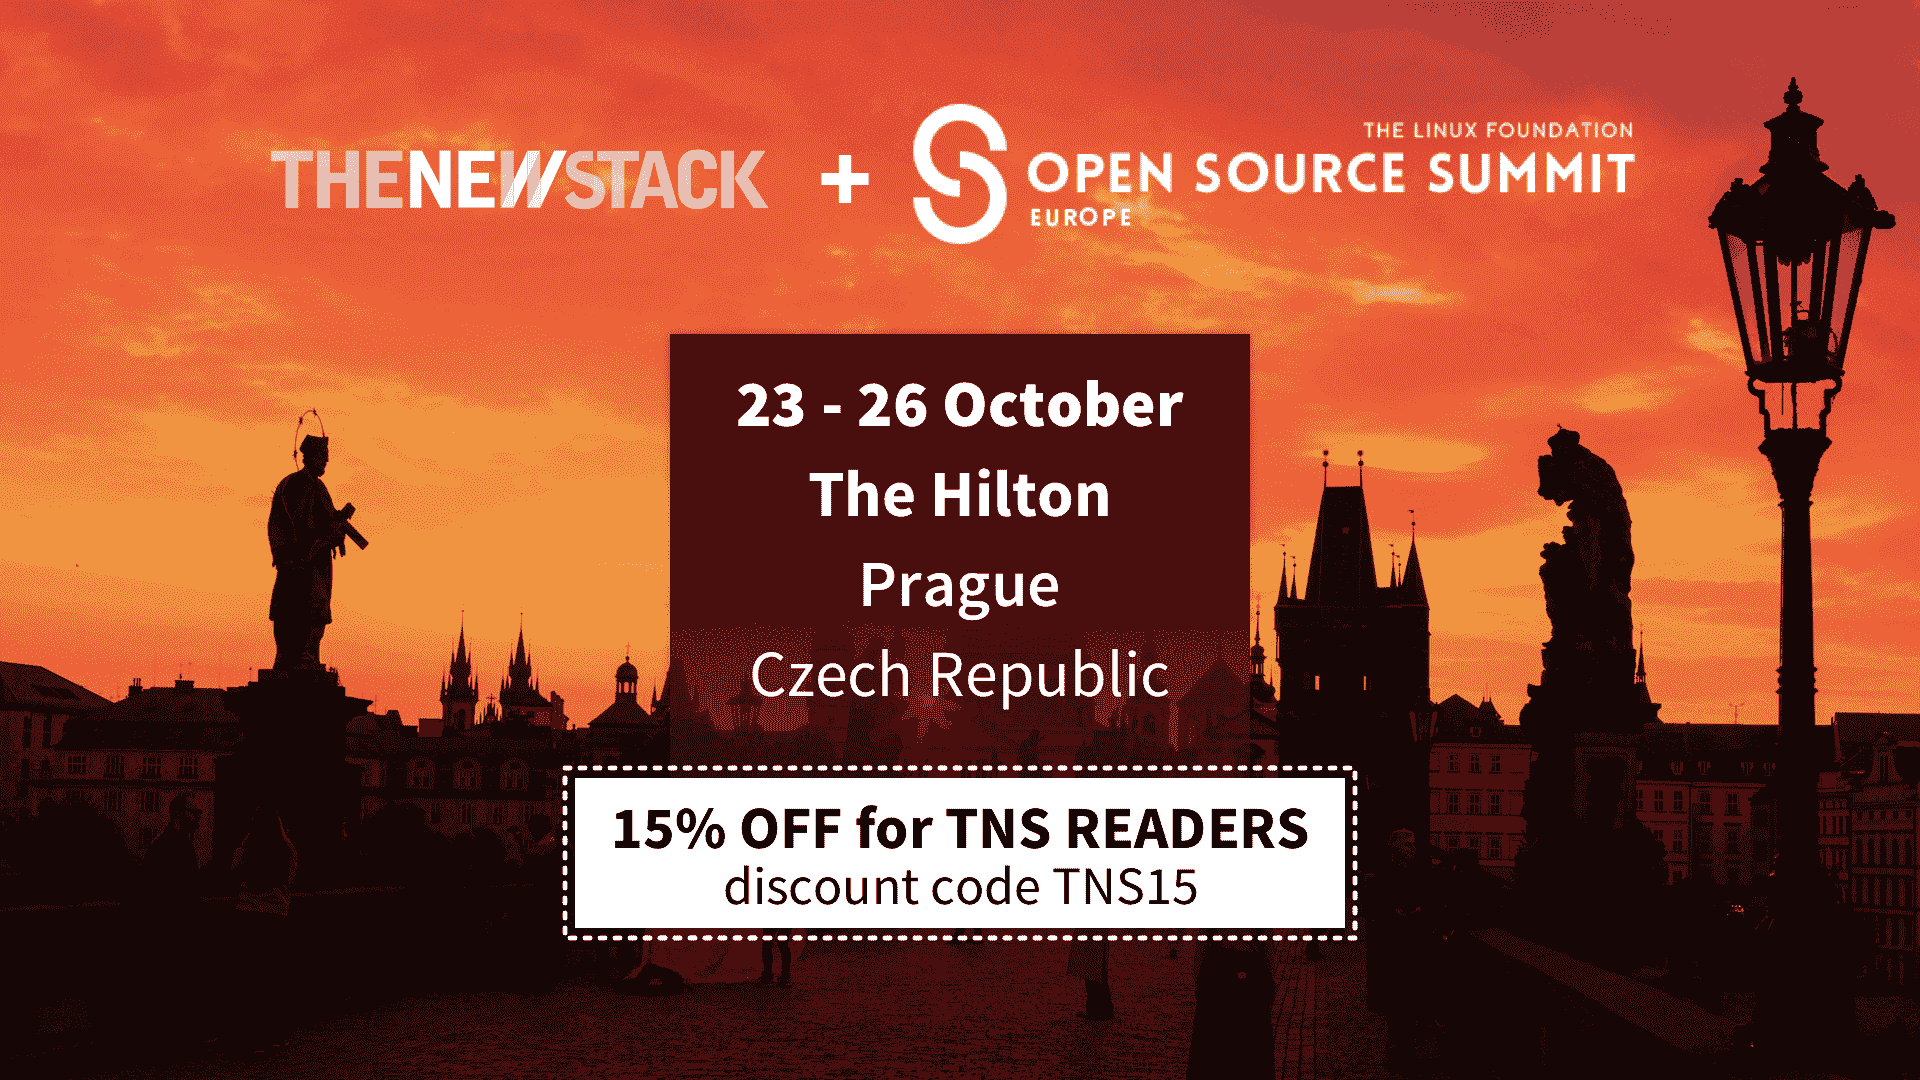 THENEWSTACK + THE LINUX FOUNDATION
OPEN SOURCE SUMMIT
EUROPE
23 - 26 October
The Hilton
Prague
Czech Republic
15% OFF for TNS READERS
discount code TNS15